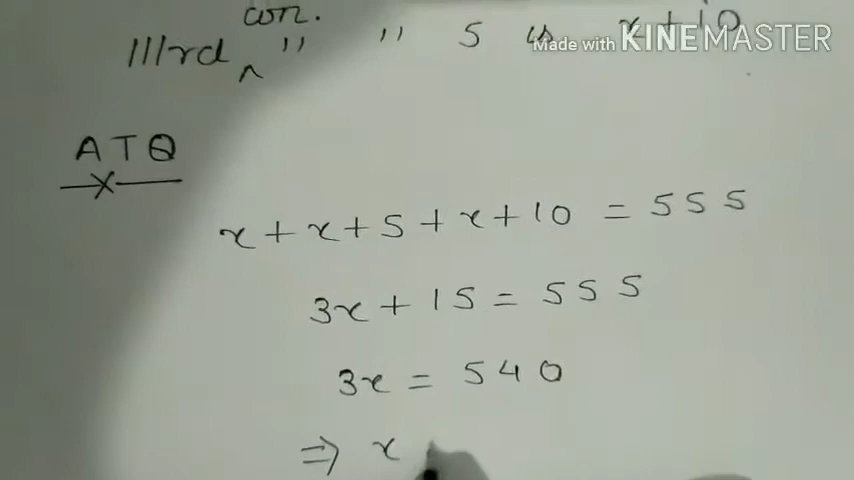 con.
IIIrd ^ " " 5 is x+10
Made with KINEMASTER
ATQ
x + x + 5 + x + 10 = 555
3x + 15 = 555
3x = 540
⇒ x